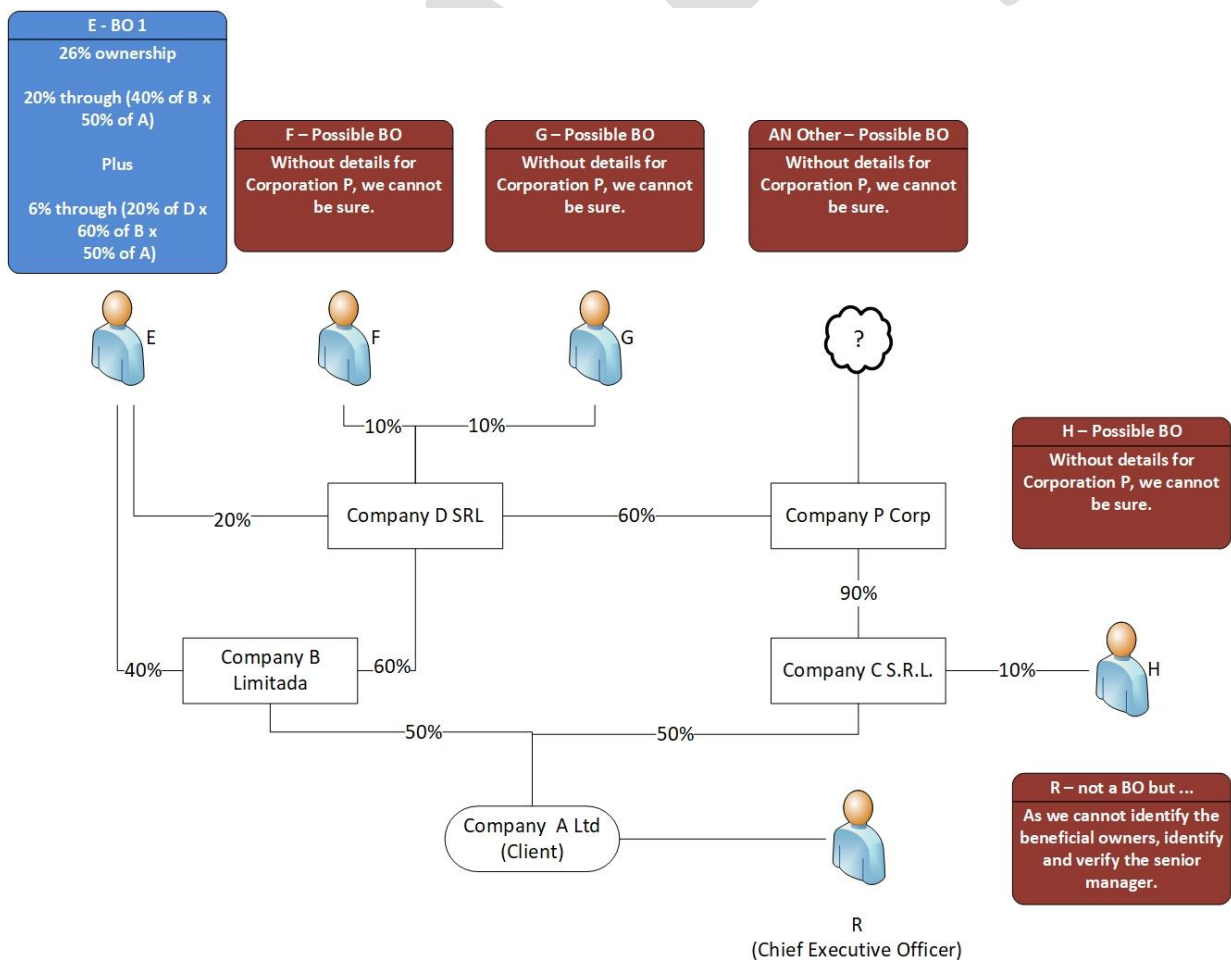 E - BO 1
26% ownership
20% through (40% of B x
50% of A)
Plus
6% through (20% of D x
60% of B x
50% of A)
F – Possible BO
Without details for
Corporation P, we cannot
be sure.
G – Possible BO
Without details for
Corporation P, we cannot
be sure.
AN Other – Possible BO
Without details for
Corporation P, we cannot
be sure.
E
F
G
?
10%
10%
H – Possible BO
Without details for
Corporation P, we cannot
be sure.
20%
Company D SRL
60%
Company P Corp
90%
40%
Company B
Limitada
60%
Company C S.R.L.
10%
H
50%
50%
Company A Ltd
(Client)
R – not a BO but ...
As we cannot identify the
beneficial owners, identify
and verify the senior
manager.
R
(Chief Executive Officer)